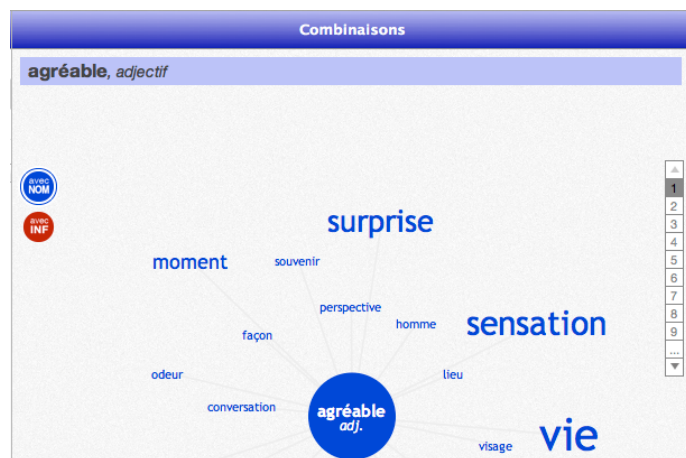 Combinaisons
agréable, adjectif
avec
NOM
avec
INF
surprise
moment
souvenir
perspective
homme
sensation
façon
odeur
lieu
conversation
agréable
adj.
visage
vie
1
2
3
4
5
6
7
8
9
...